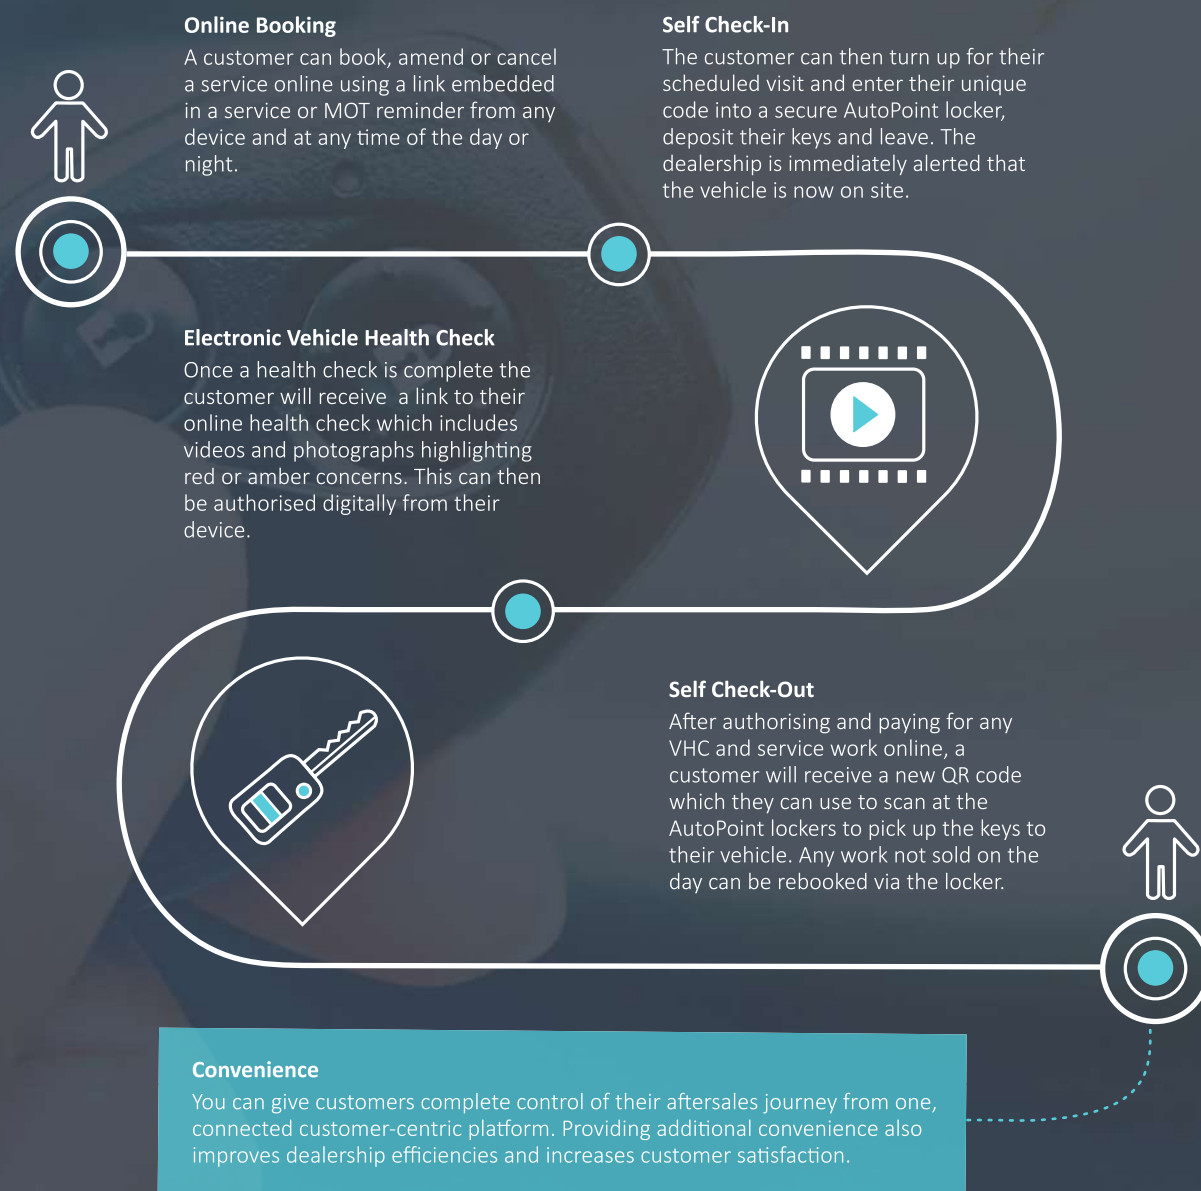 Online Booking
A customer can book, amend or cancel
a service online using a link embedded
in a service or MOT reminder from any
device and at any time of the day or
night.
Self Check-In
The customer can then turn up for their
scheduled visit and enter their unique
code into a secure AutoPoint locker,
deposit their keys and leave. The
dealership is immediately alerted that
the vehicle is now on site.
Electronic Vehicle Health Check
Once a health check is complete the
customer will receive  a link to their
online health check which includes
videos and photographs highlighting
red or amber concerns. This can then
be authorised digitally from their
device.
Self Check-Out
After authorising and paying for any
VHC and service work online, a
customer will receive a new QR code
which they can use to scan at the
AutoPoint lockers to pick up the keys to
their vehicle. Any work not sold on the
day can be rebooked via the locker.
Convenience
You can give customers complete control of their aftersales journey from one,
connected customer-centric platform. Providing additional convenience also
improves dealership efficiencies and increases customer satisfaction.